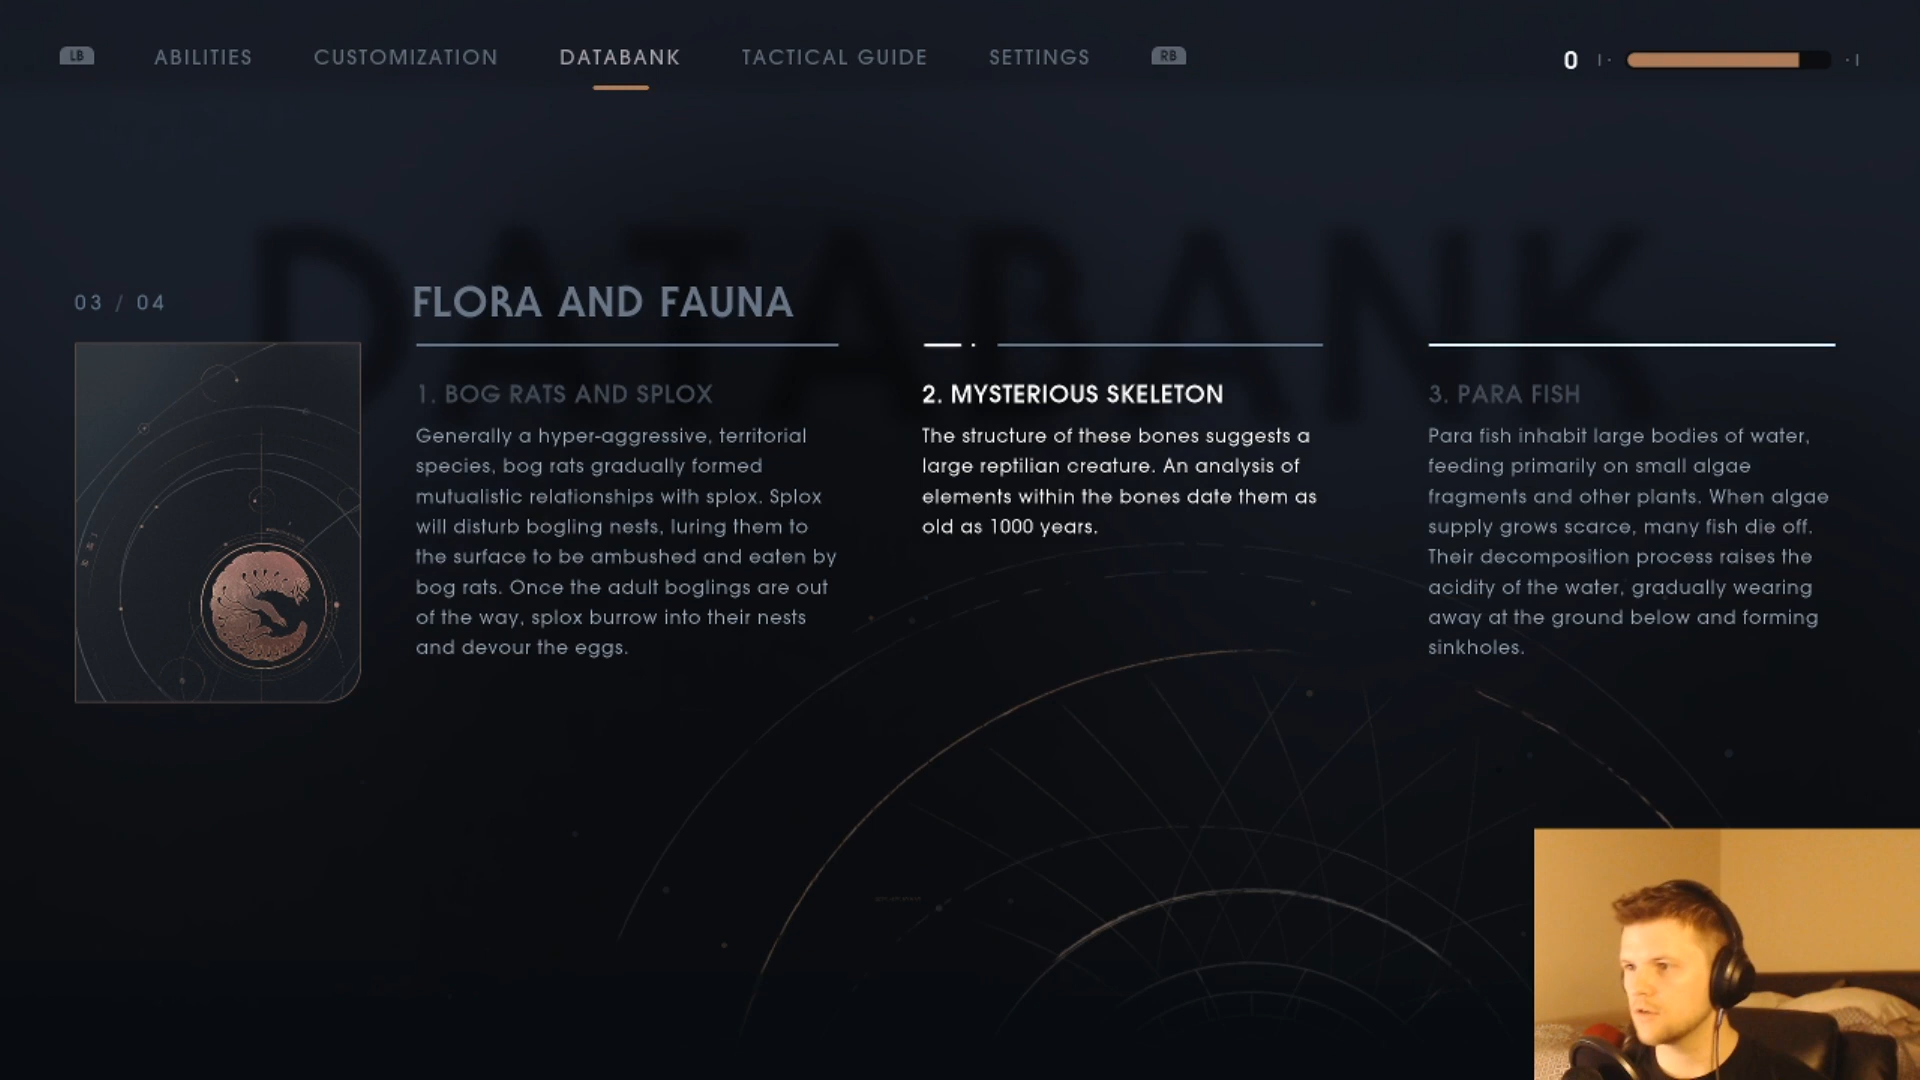 LB ABILITIES CUSTOMIZATION DATABANK TACTICAL GUIDE SETTINGS RB 0
DATABANK
03 / 04
FLORA AND FAUNA
1. BOG RATS AND SPLOX
Generally a hyper-aggressive, territorial
species, bog rats gradually formed
mutualistic relationships with splox. Splox
will disturb bogling nests, luring them to
the surface to be ambushed and eaten by
bog rats. Once the adult boglings are out
of the way, splox burrow into their nests
and devour the eggs.
2. MYSTERIOUS SKELETON
The structure of these bones suggests a
large reptilian creature. An analysis of
elements within the bones date them as
old as 1000 years.
3. PARA FISH
Para fish inhabit large bodies of water,
feeding primarily on small algae
fragments and other plants. When algae
supply grows scarce, many fish die off.
Their decomposition process raises the
acidity of the water, gradually wearing
away at the ground below and forming
sinkholes.